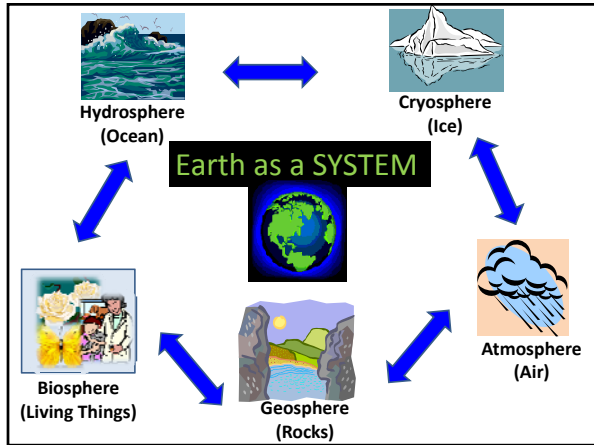 Hydrosphere
(Ocean)
Cryosphere
(Ice)
Earth as a SYSTEM
Biosphere
(Living Things)
Geosphere
(Rocks)
Atmosphere
(Air)